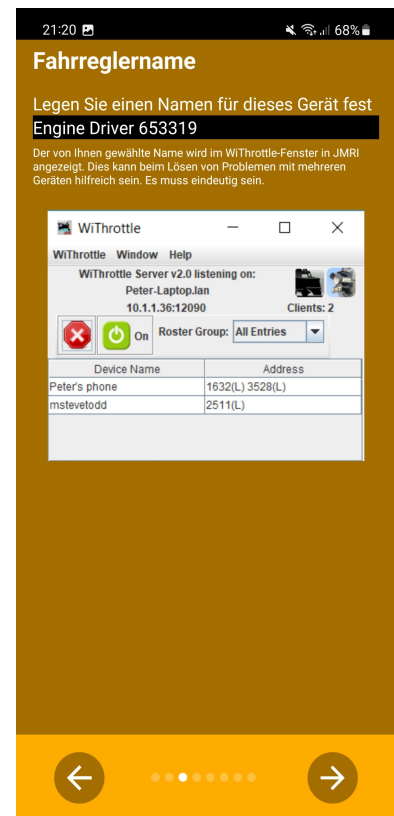 21:20
68%
Fahrreglername
Legen Sie einen Namen für dieses Gerät fest
Engine Driver 653319
Der von Ihnen gewählte Name wird im WiThrottle-Fenster in JMRI
angezeigt. Dies kann beim Lösen von Problemen mit mehreren
Geräten hilfreich sein. Es muss eindeutig sein.
WiThrottle
WiThrottle Window Help
WiThrottle Server v2.0 listening on:
Peter-Laptop.lan
10.1.1.36:12090 Clients: 2
On Roster Group: All Entries
Device Name Address
Peter's phone 1632(L) 3528(L)
mstevetodd 2511(L)